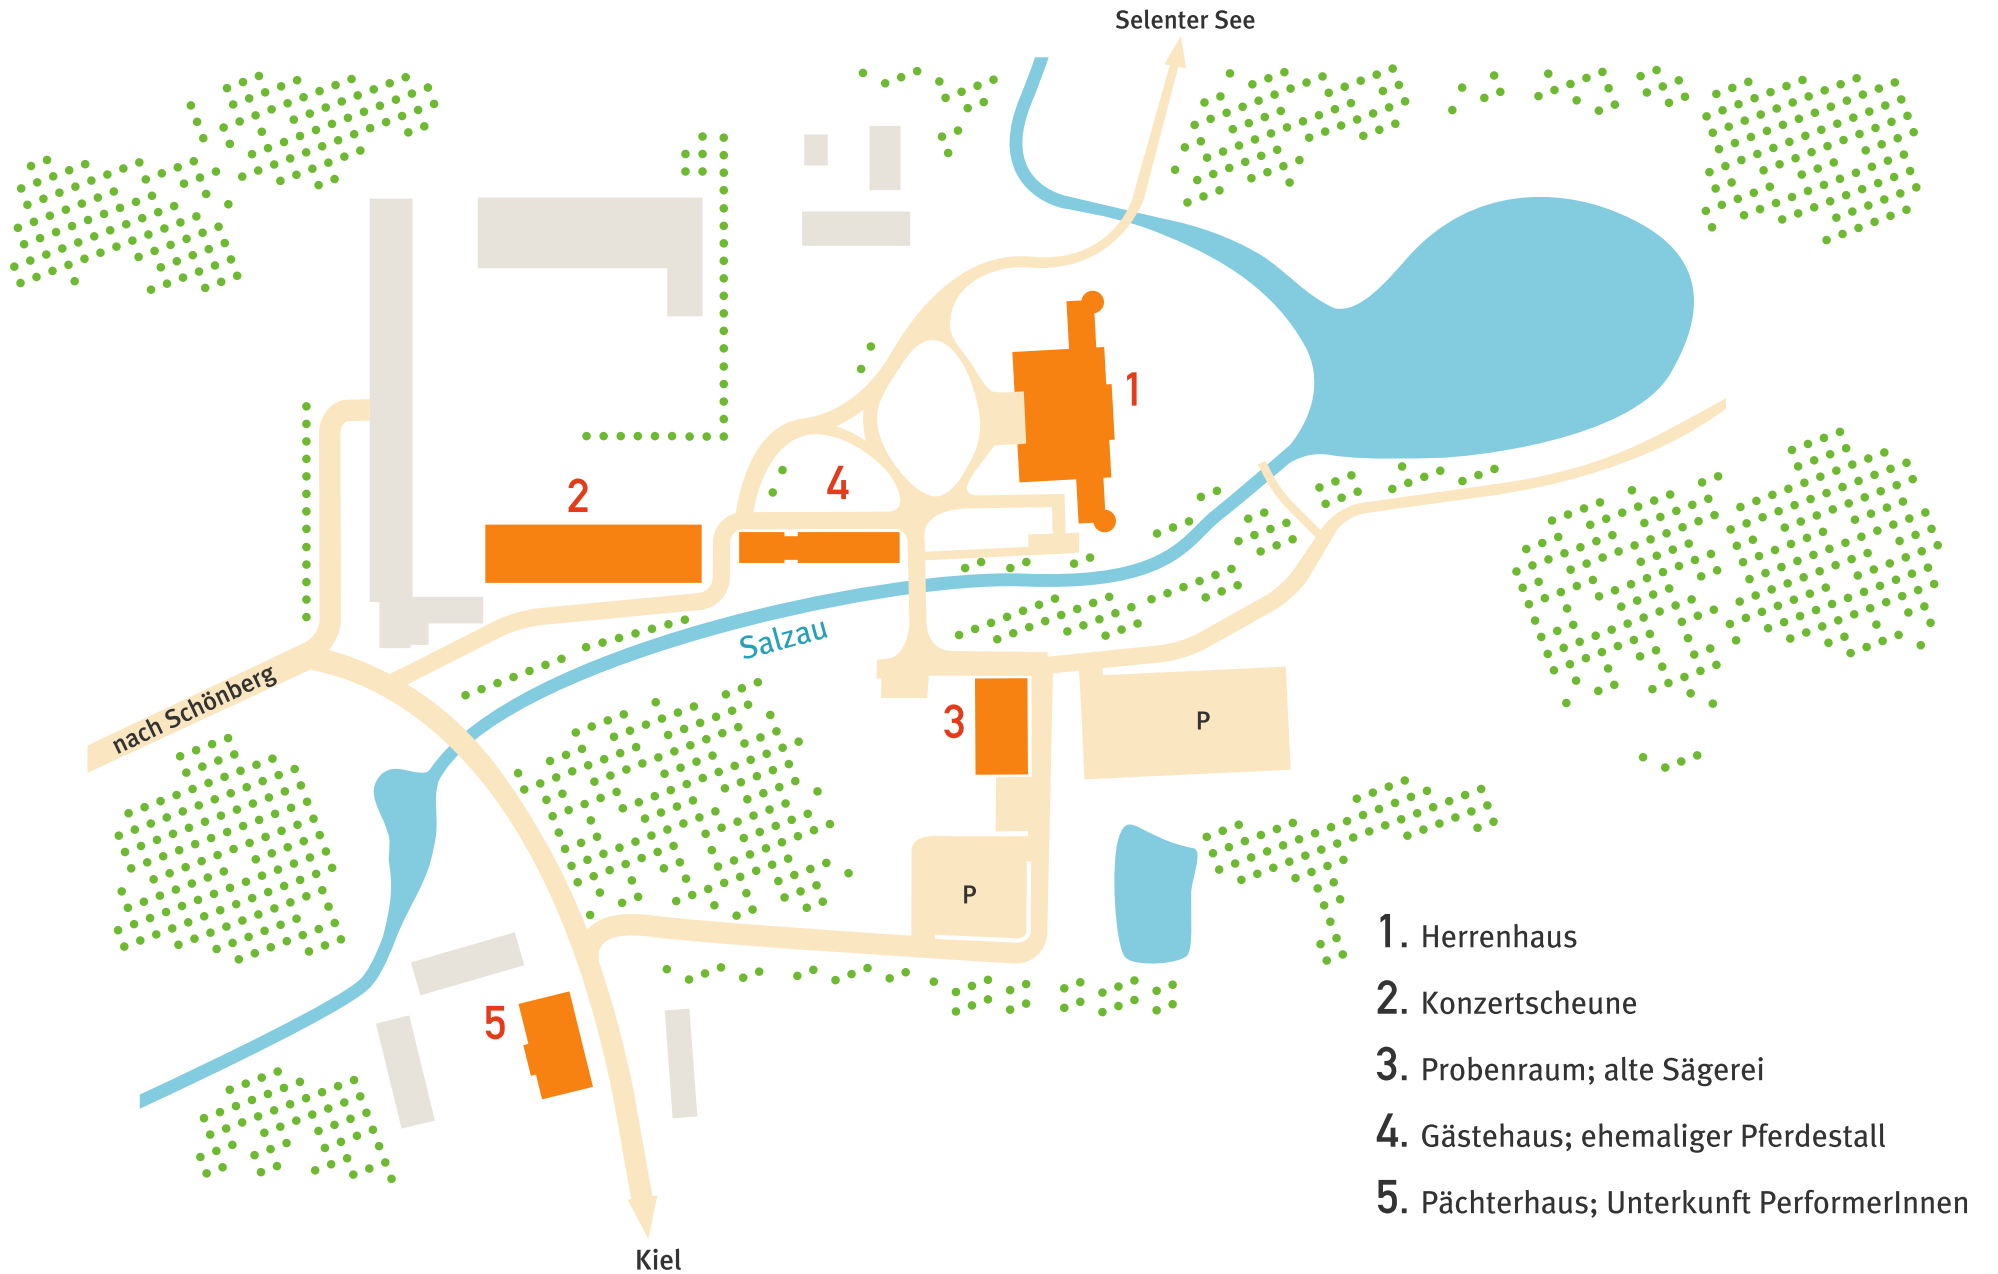 Selenter See
1
2
4
Salzau
nach Schönberg
3
P
P
5
Kiel
1. Herrenhaus
2. Konzertscheune
3. Probenraum; alte Sägerei
4. Gästehaus; ehemaliger Pferdestall
5. Pächterhaus; Unterkunft PerformerInnen